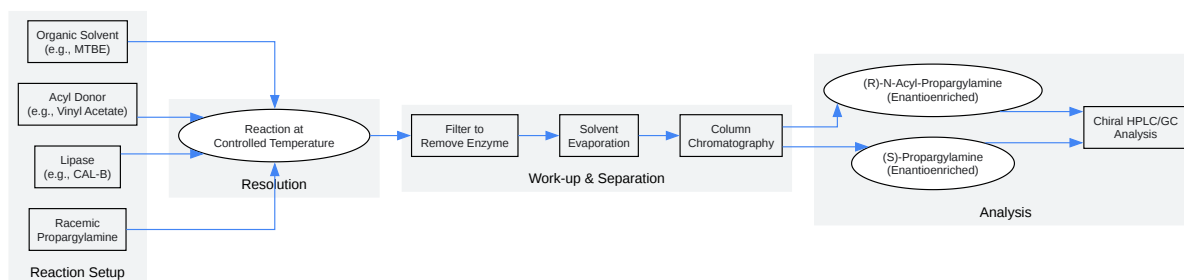 Organic Solvent
(e.g., MTBE)
Acyl Donor
(e.g., Vinyl Acetate)
Lipase
(e.g., CAL-B)
Racemic
Propargylamine
Reaction Setup
Reaction at
Controlled Temperature
Resolution
Filter to
Remove Enzyme
Solvent
Evaporation
Column
Chromatography
Work-up & Separation
(R)-N-Acyl-Propargylamine
(Enantioenriched)
(S)-Propargylamine
(Enantioenriched)
Chiral HPLC/GC
Analysis
Analysis